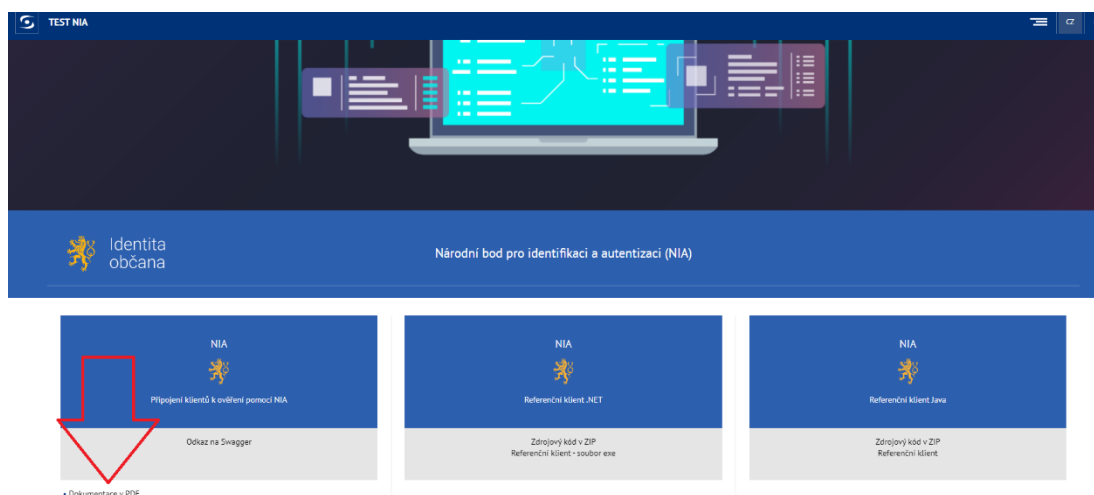 TEST NIA
CZ
Identita
občana
Národní bod pro identifikaci a autentizaci (NIA)
NIA
Připojení klientů k ověření pomocí NIA
Odkaz na Swagger
• Dokumentace v PDF
NIA
Referenční klient .NET
Zdrojový kód v ZIP
Referenční klient - soubor exe
NIA
Referenční klient Java
Zdrojový kód v ZIP
Referenční klient